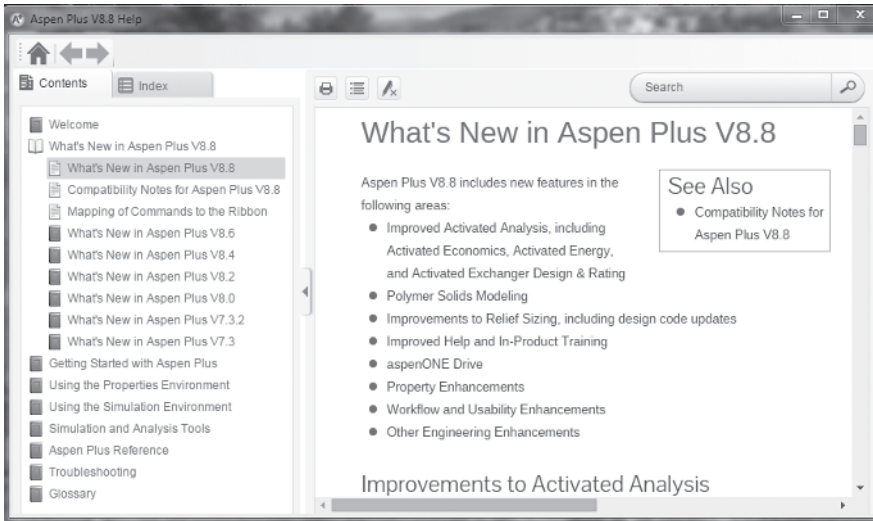 Aspen Plus V8.8 Help
Contents
Index
Search
Welcome
What's New in Aspen Plus V8.8
What's New in Aspen Plus V8.8
Compatibility Notes for Aspen Plus V8.8
Mapping of Commands to the Ribbon
What's New in Aspen Plus V8.6
What's New in Aspen Plus V8.4
What's New in Aspen Plus V8.2
What's New in Aspen Plus V8.0
What's New in Aspen Plus V7.3.2
What's New in Aspen Plus V7.3
Getting Started with Aspen Plus
Using the Properties Environment
Using the Simulation Environment
Simulation and Analysis Tools
Aspen Plus Reference
Troubleshooting
Glossary
What's New in Aspen Plus V8.8
Aspen Plus V8.8 includes new features in the
following areas:
Improved Activated Analysis, including
Activated Economics, Activated Energy,
and Activated Exchanger Design & Rating
Polymer Solids Modeling
Improvements to Relief Sizing, including design code updates
Improved Help and In-Product Training
aspenONE Drive
Property Enhancements
Workflow and Usability Enhancements
Other Engineering Enhancements
See Also
Compatibility Notes for
Aspen Plus V8.8
Improvements to Activated Analysis